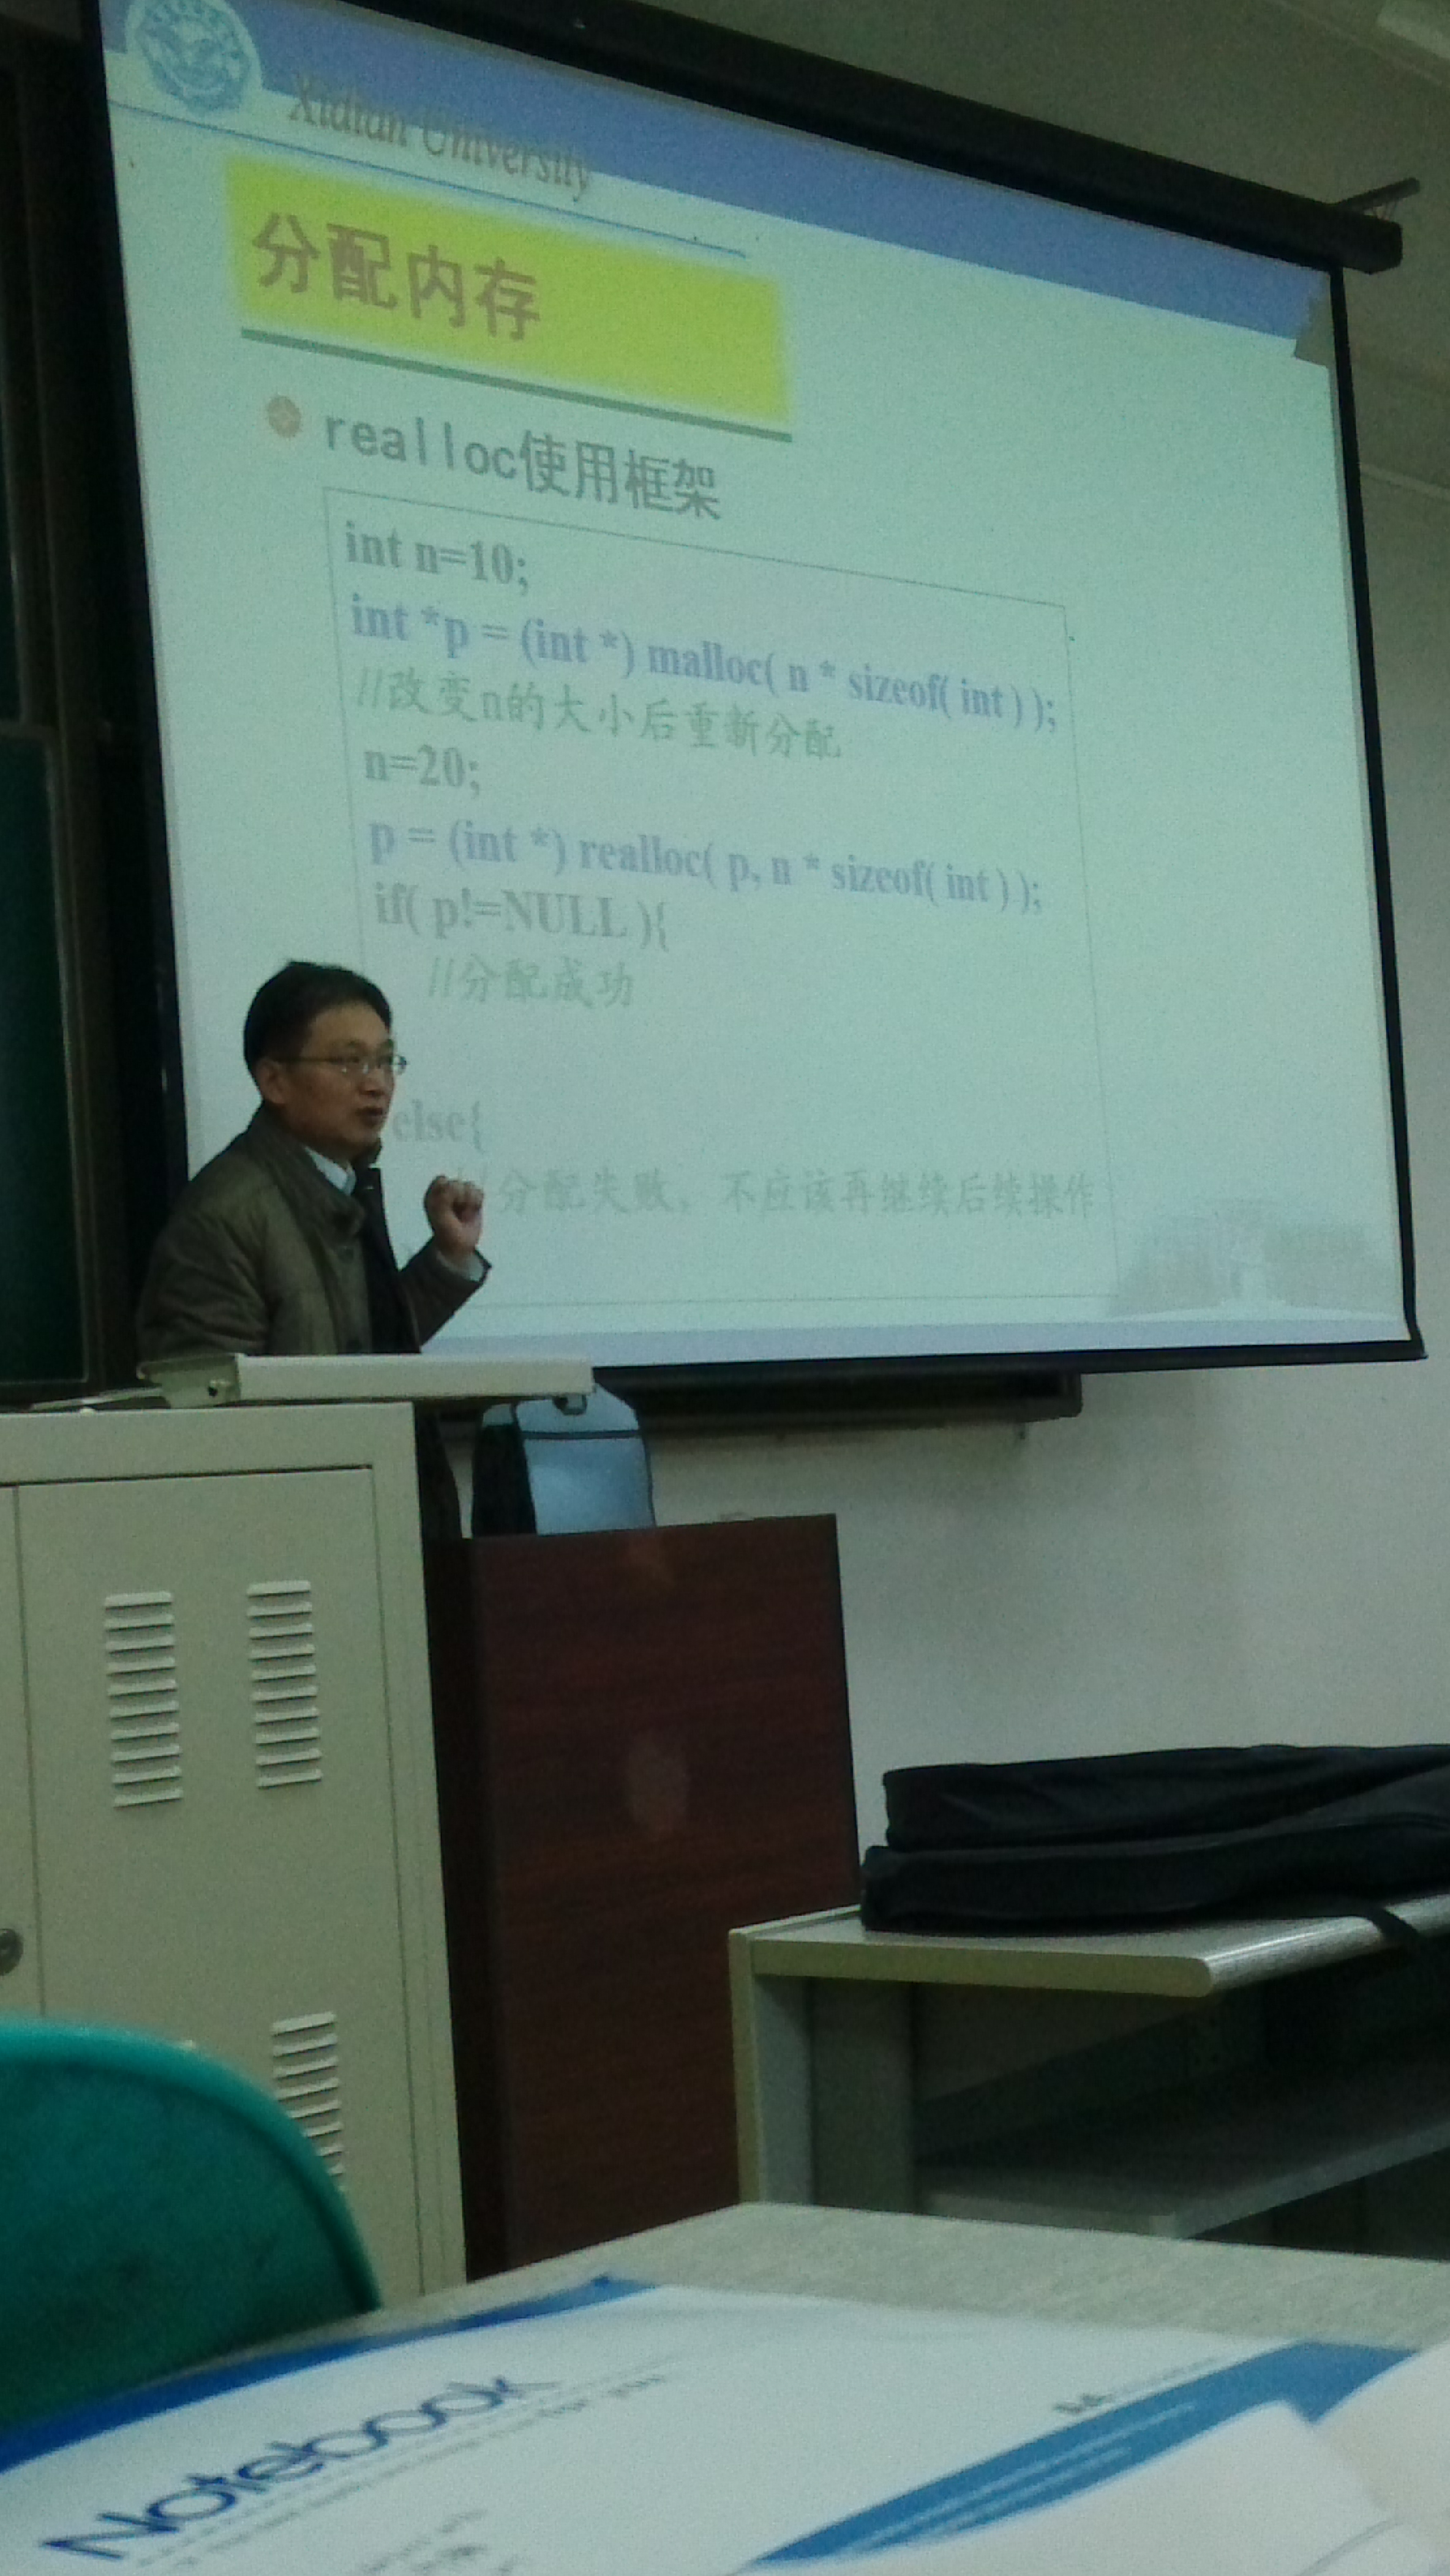 Xidian University
分配内存
realloc使用框架
int n=10;
int *p = (int *) malloc( n * sizeof( int ) );
//改变n的大小后重新分配
n=20;
p = (int *) realloc( p, n * sizeof( int ) );
if( p!=NULL ){
//分配成功
else{
//分配失败，不应该再继续后续操作
Notebook